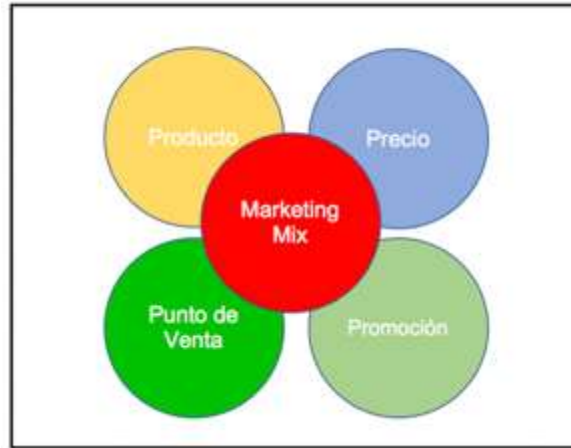 Producto
Precio
Marketing
Mix
Punto de
Venta
Promoción